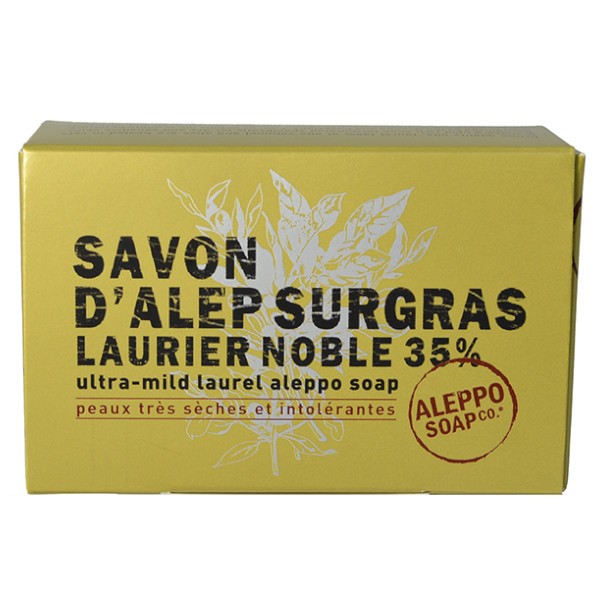 SAVON
D'ALEP SURGRAS
LAURIER NOBLE 35%
ultra-mild laurel aleppo soap
peaux très sèches et intolérantes
ALEPPO
SOAP CO.®